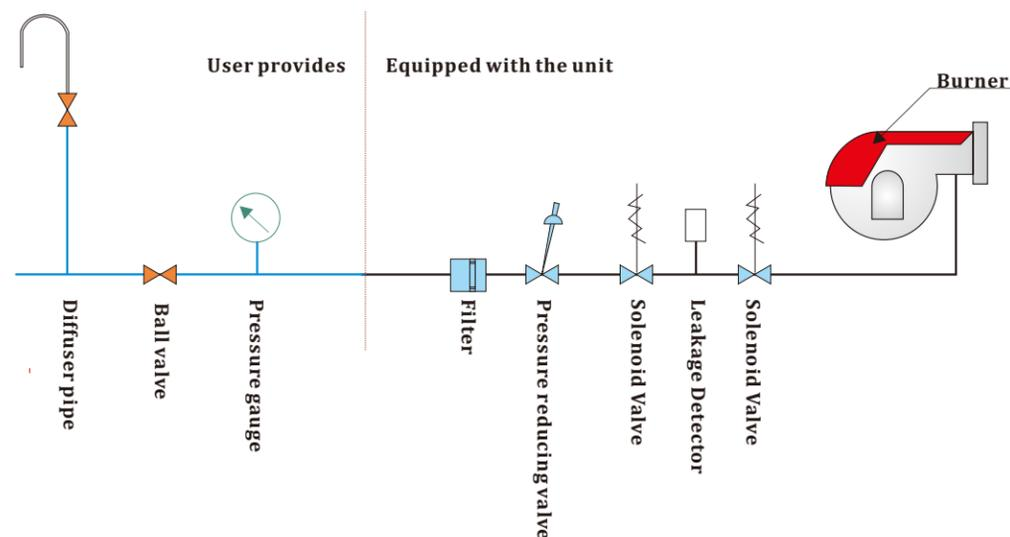 User provides
Equipped with the unit
Burner
Diffuser pipe
Ball valve
Pressure gauge
Filter
Pressure reducing valve
Solenoid Valve
Leakage Detector
Solenoid Valve